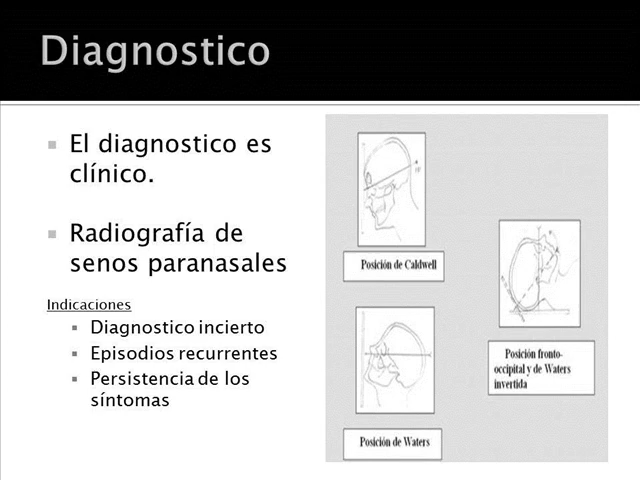 Diagnostico
El diagnostico es
clínico.
Radiografía de
senos paranasales
Indicaciones
Diagnostico incierto
Episodios recurrentes
Persistencia de los
síntomas
Posición de Caldwell
Posición fronto-
occipital y de Waters
invertida
Posición de Waters